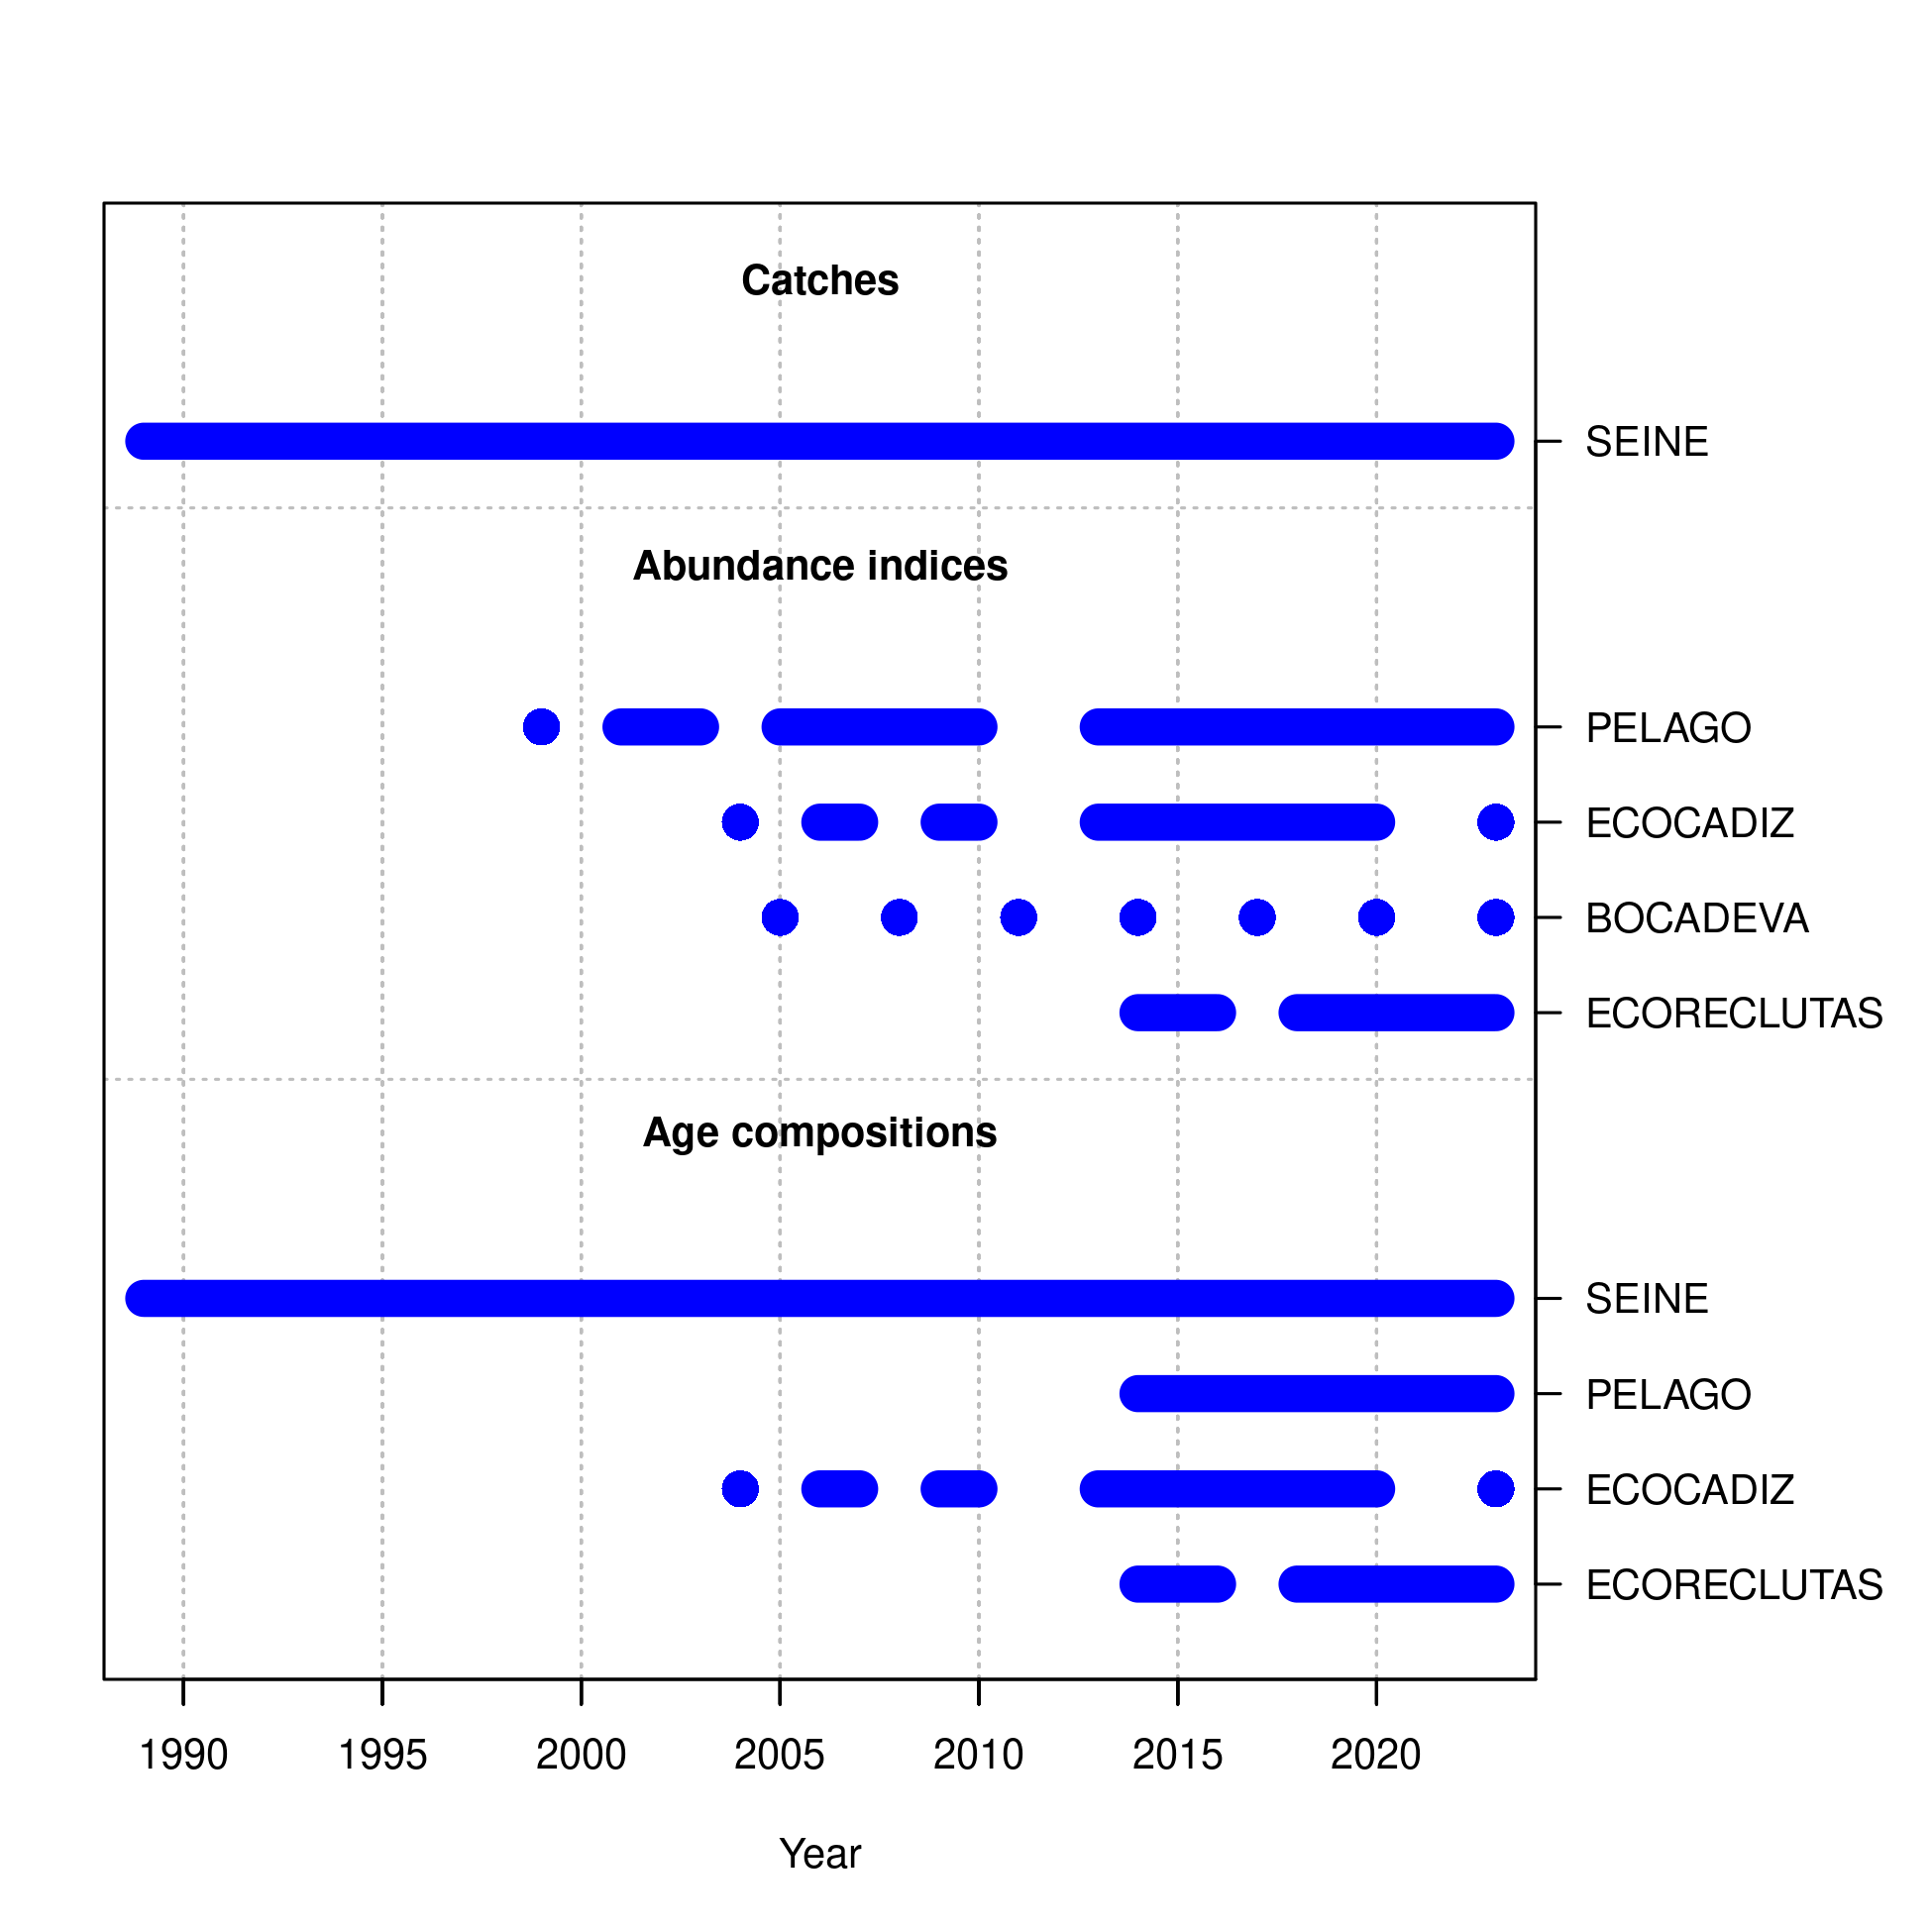 Catches
SEINE
Abundance indices
PELAGO
ECOCADIZ
BOCADEVA
ECORECLUTAS
Age compositions
SEINE
PELAGO
ECOCADIZ
ECORECLUTAS
1990 1995 2000 2005 2010 2015 2020
Year